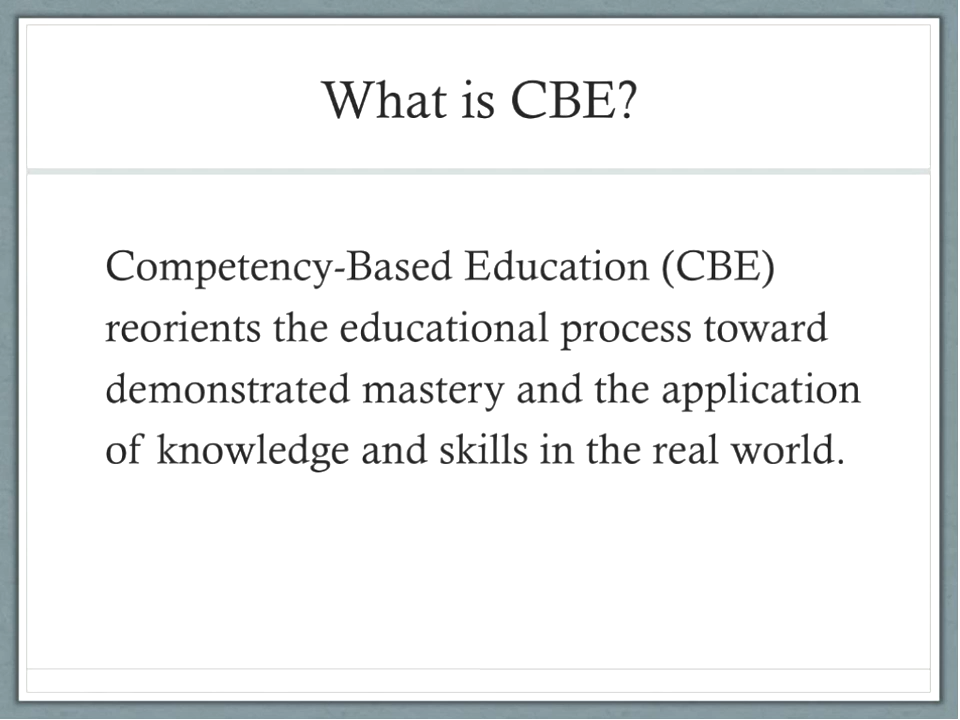 What is CBE?
Competency-Based Education (CBE)
reorients the educational process toward
demonstrated mastery and the application
of knowledge and skills in the real world.